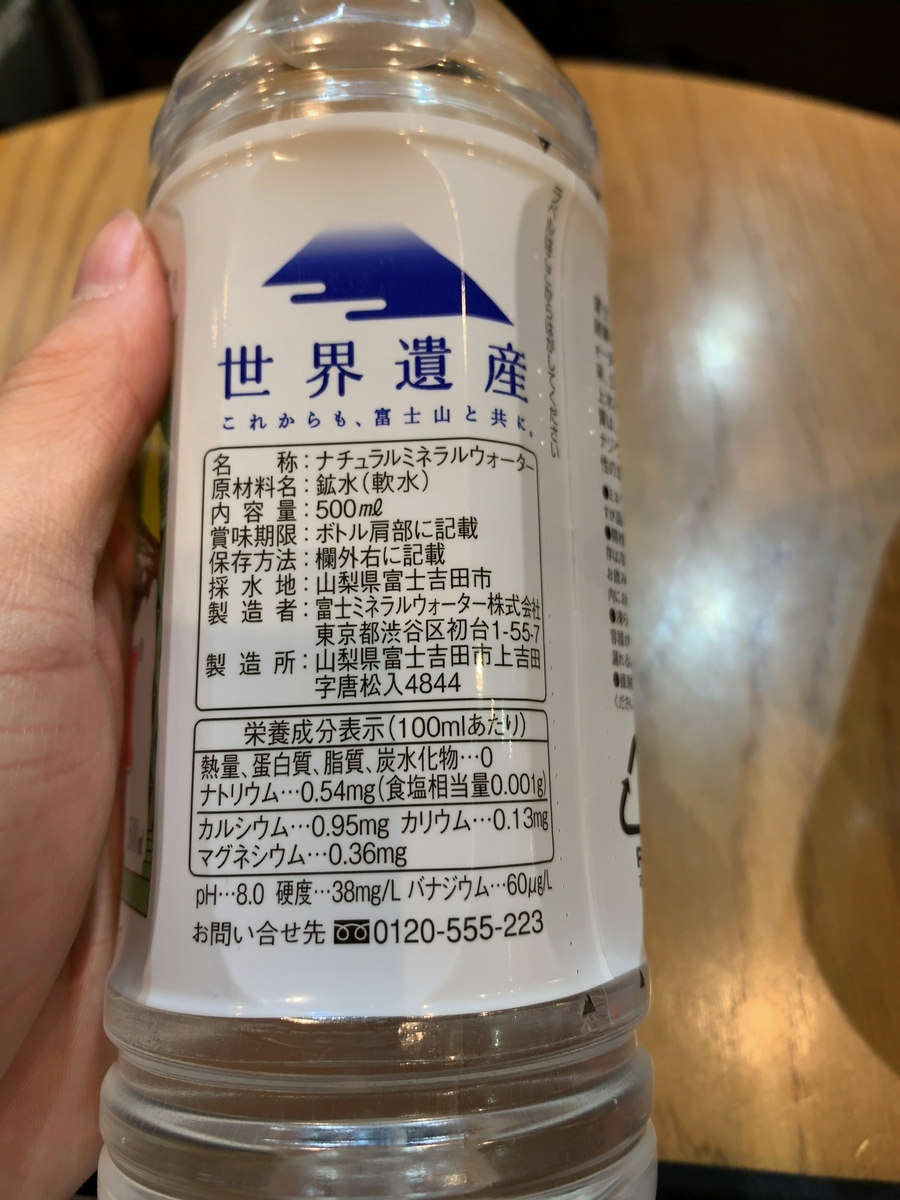 世界遺産
これからも、富士山と共に。
名称:ナチュラルミネラルウォーター
原材料名:鉱水(軟水)
内容量:500ml
賞味期限:ボトル肩部に記載
保存方法:欄外右に記載
採水地:山梨県富士吉田市
製造者:富士ミネラルウォーター株式会社
東京都渋谷区初台1-55-7
製造所:山梨県富士吉田市上吉田
字唐松入4844
栄養成分表示(100mlあたり)
熱量、蛋白質、脂質、炭水化物…0
ナトリウム…0.54mg(食塩相当量0.001g)
カルシウム…0.95mg カリウム…0.13mg
マグネシウム…0.36mg
pH…8.0 硬度…38mg/L バナジウム…60μg/L
お問い合せ先 0120-555-223